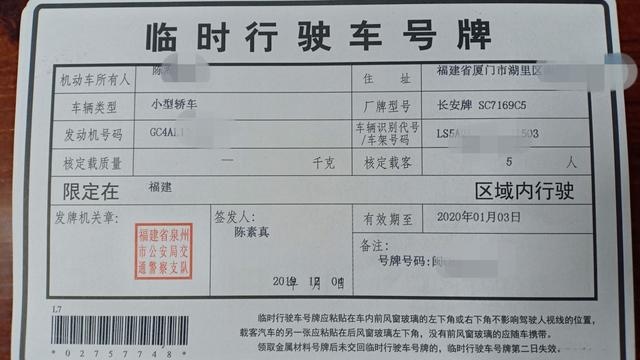 临时行驶车号牌
机动车所有人 陈 住 址 福建省厦门市湖里区
车辆类型 小型轿车 厂牌型号 长安牌 SC7169C5
发动机号码 GC4AL1 车辆识别代号/车架号码 LS5A 503
核定载质量 — 千克 核定载客 5 人
限定在 福建 区域内行驶
发牌机关章: 签发人: 有效期至 2020年01月03日
福建省泉州
市公安局交
通警察支队
陈素真
备注:
号牌号码:闽
L7
*02757748*
临时行驶车号牌应粘贴在车内前风窗玻璃的左下角或右下角不影响驾驶人视线的位置,
载客汽车的另一张应粘贴在后风窗玻璃左下角,没有前风窗玻璃的应随车携带。
领取金属材料号牌后未交回临时行驶车号牌的,临时行驶车号牌第二日失效。